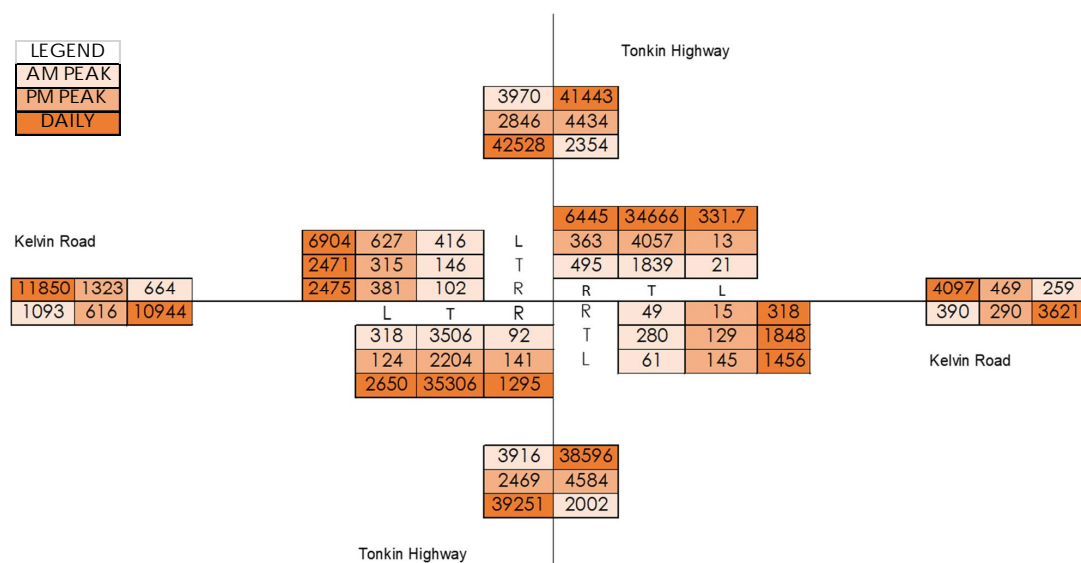 Tonkin Highway
LEGEND
AM PEAK
PM PEAK
DAILY
3970 41443
2846 4434
42528 2354
6445 34666 331.7
363 4057 13
495 1839 21
R T L
Kelvin Road
6904 627 416 L
2471 315 146 T
2475 381 102 R
11850 1323 664
1093 616 10944
4097 469 259
390 290 3621
L T R
318 3506 92
124 2204 141
2650 35306 1295
R 49 15 318
T 280 129 1848
L 61 145 1456
Kelvin Road
3916 38596
2469 4584
39251 2002
Tonkin Highway